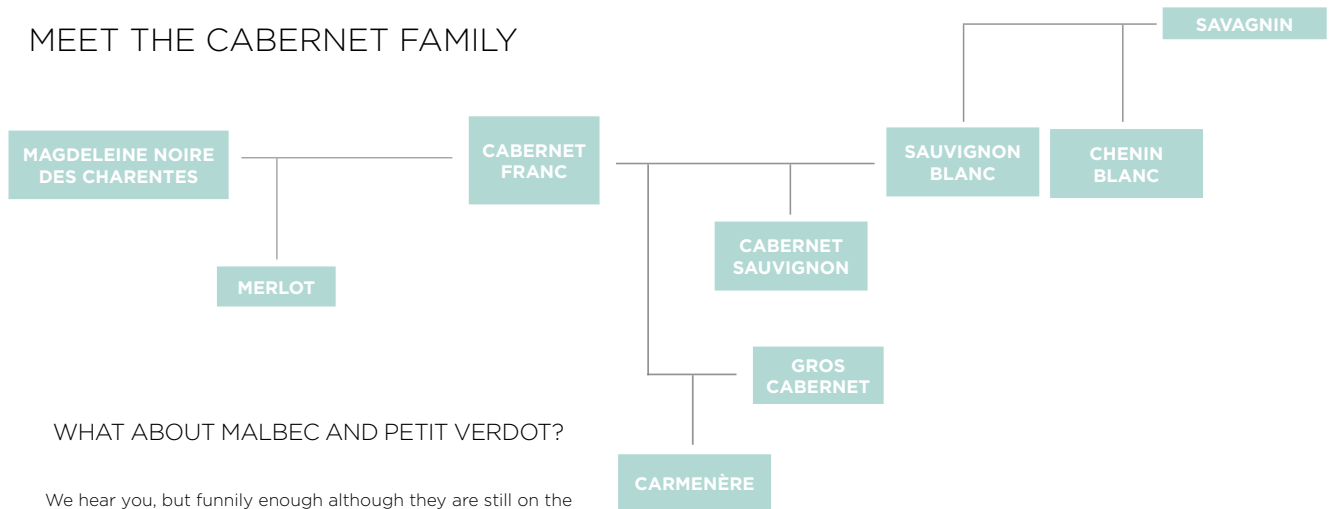 MEET THE CABERNET FAMILY
SAVAGNIN
MAGDELEINE NOIRE
DES CHARENTES
CABERNET
FRANC
SAUVIGNON
BLANC
CHENIN
BLANC
CABERNET
SAUVIGNON
MERLOT
GROS
CABERNET
WHAT ABOUT MALBEC AND PETIT VERDOT?
CARMENÈRE
We hear you, but funnily enough although they are still on the